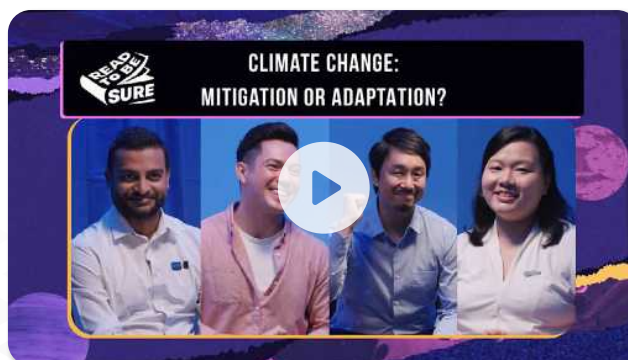 READ
TO BE
SURE
CLIMATE CHANGE:
MITIGATION OR ADAPTATION?